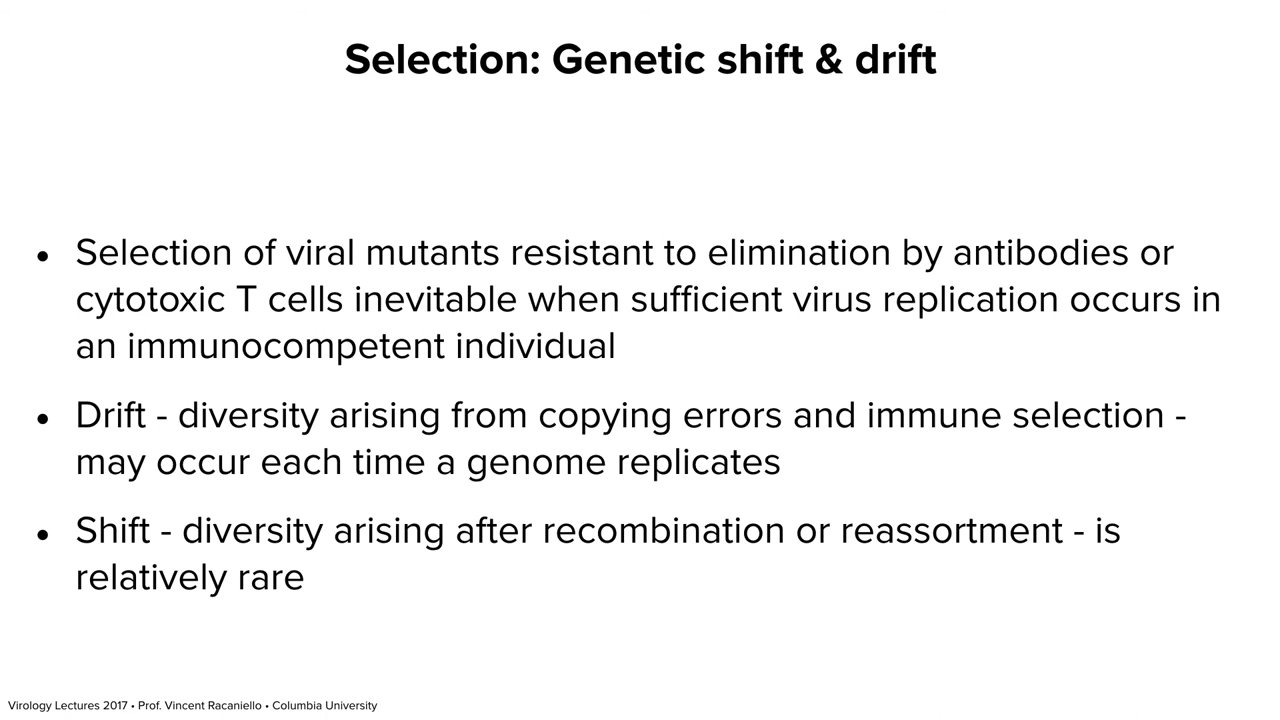 Selection: Genetic shift & drift
• Selection of viral mutants resistant to elimination by antibodies or
cytotoxic T cells inevitable when sufficient virus replication occurs in
an immunocompetent individual
• Drift - diversity arising from copying errors and immune selection -
may occur each time a genome replicates
• Shift - diversity arising after recombination or reassortment - is
relatively rare
Virology Lectures 2017 • Prof. Vincent Racaniello • Columbia University